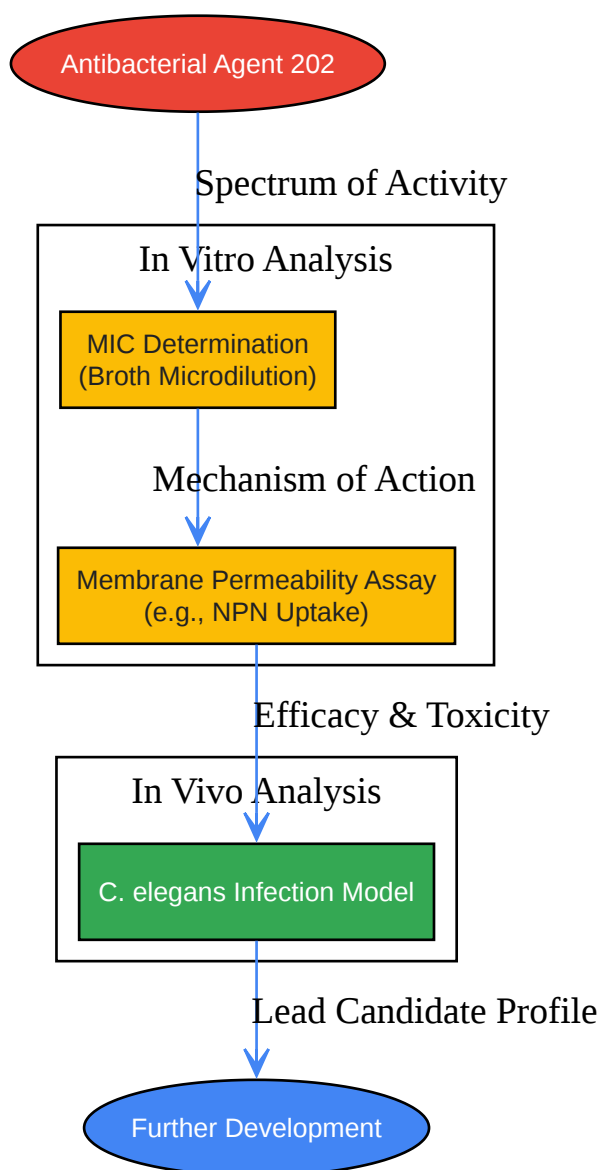 Antibacterial Agent 202
Spectrum of Activity
In Vitro Analysis
MIC Determination
(Broth Microdilution)
Mechanism of Action
Membrane Permeability Assay
(e.g., NPN Uptake)
Efficacy & Toxicity
In Vivo Analysis
C. elegans Infection Model
Lead Candidate Profile
Further Development